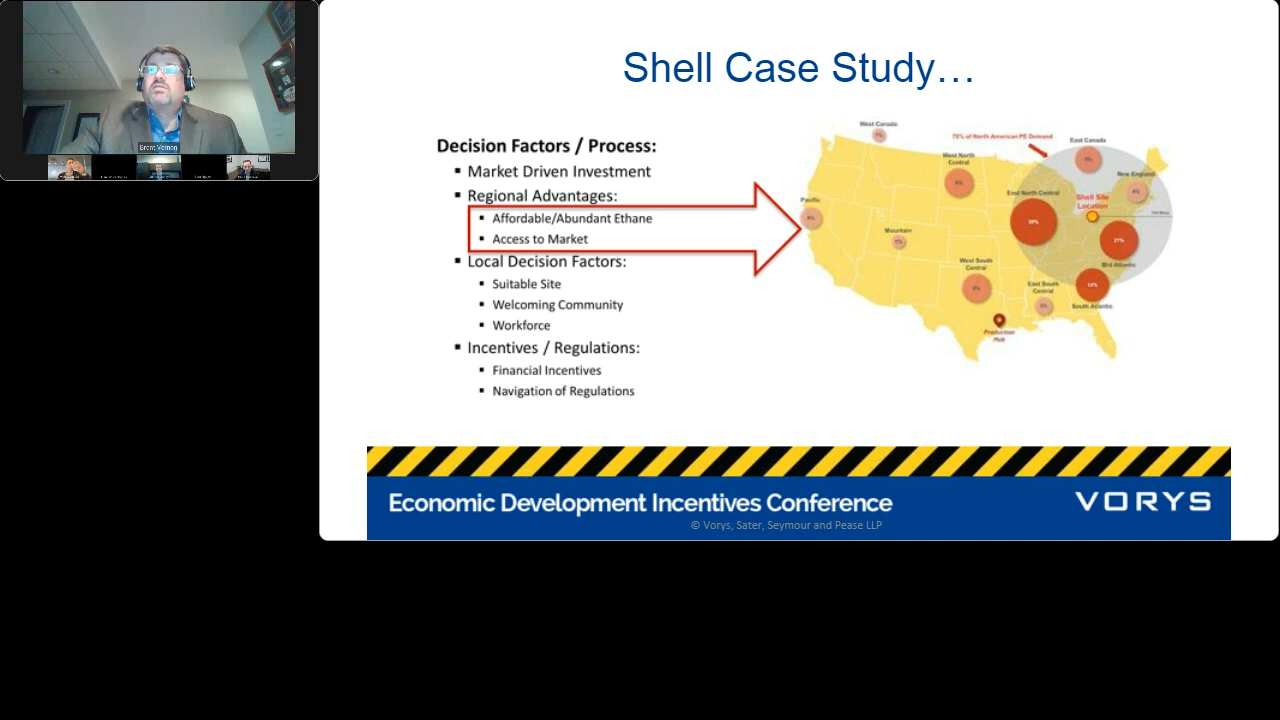 Shell Case Study…
Decision Factors / Process:
Market Driven Investment
Regional Advantages:
Affordable/Abundant Ethane
Access to Market
Local Decision Factors:
Suitable Site
Welcoming Community
Workforce
Incentives / Regulations:
Financial Incentives
Navigation of Regulations
West Canada
75% of North American PE Demand
East Canada
West North
Central
New England
East North Central
Pacific
Shell Site
Location
Mountain
21%
West South
Central
Mid Atlantic
East South
Central
14%
South Atlantic
Production
Hub
Economic Development Incentives Conference
VORYS
© Vorys, Sater, Seymour and Pease LLP
Brent Vernon